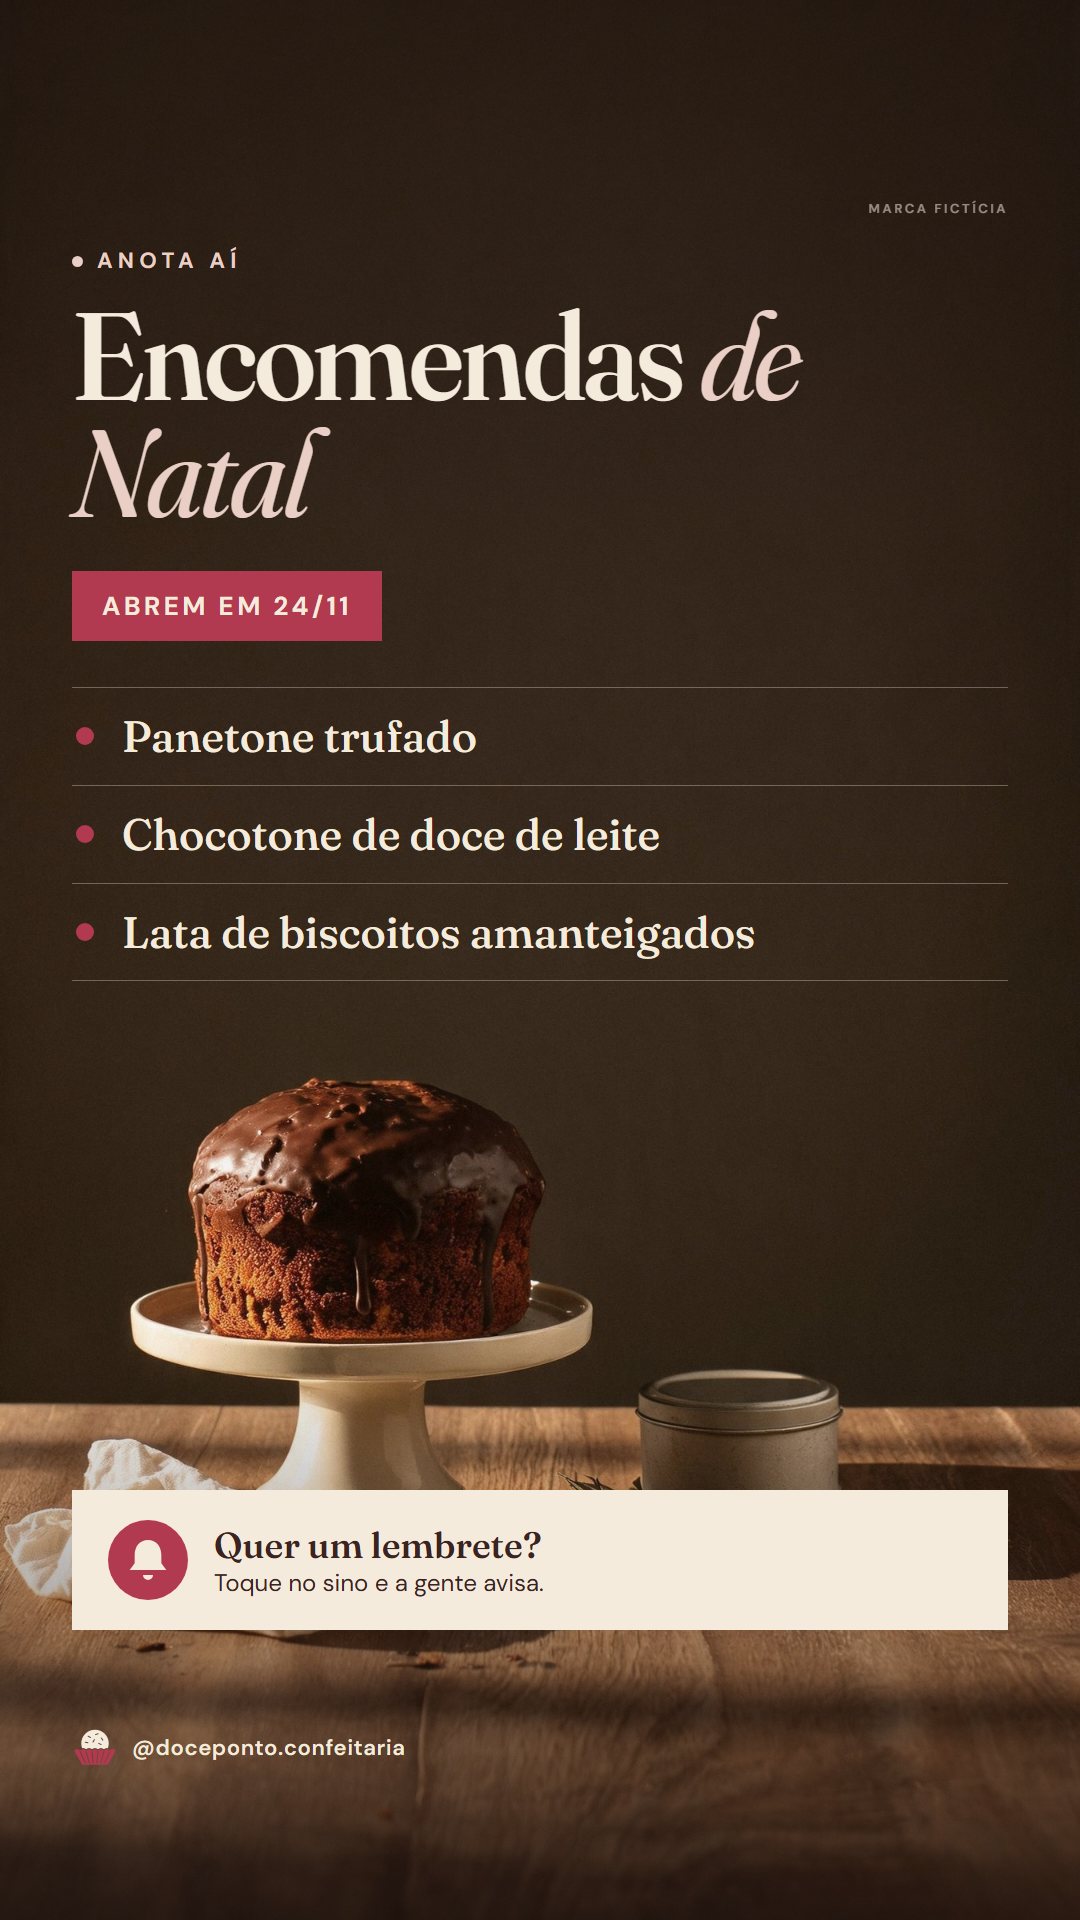 MARCA FICTÍCIA
ANOTA AÍ
Encomendas de
Natal
ABREM EM 24/11
Panetone trufado
Chocotone de doce de leite
Lata de biscoitos amanteigados
Quer um lembrete?
Toque no sino e a gente avisa.
@doceponto.confeitaria